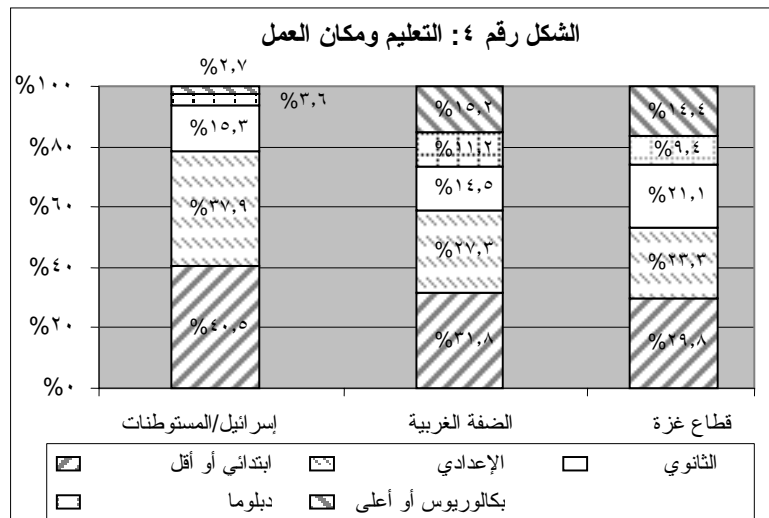 الشكل رقم ٤: التعليم ومكان العمل
%٢,٧
%١٠٠
%٣,٦
%١٥,٢
%١٤,٤
%٨٠
%١٥,٣
%١١,٢
%٩,٤
%٦٠
%٣٧,٩
%١٤,٥
%٢١,١
%٤٠
%٢٧,٣
%٢٣,٣
%٢٠
%٤٠,٥
%٣١,٨
%٢٩,٨
%٠
قطاع غزة
الضفة الغربية
إسرائيل/المستوطنات
الثانوي
الإعدادي
ابتدائي أو أقل
بكالوريوس أو أعلى
دبلوما